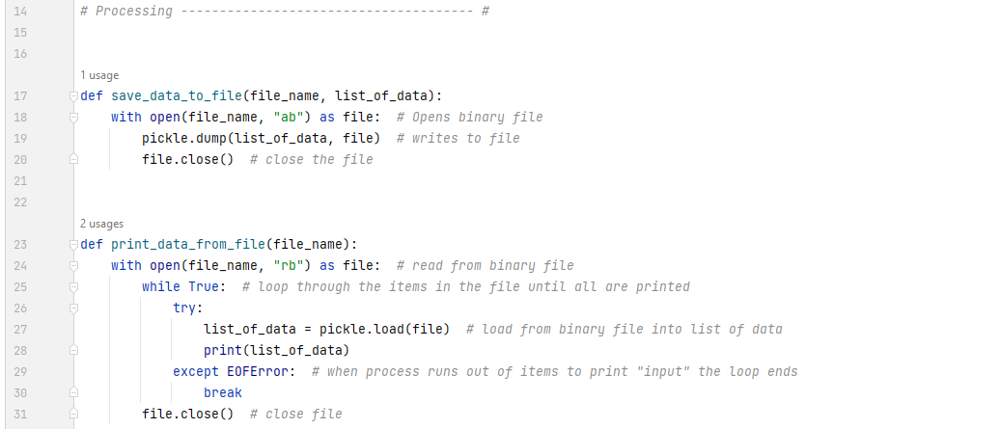 14 # Processing -------------------------------------- #
15
16
1 usage
17 def save_data_to_file(file_name, list_of_data):
18     with open(file_name, "ab") as file:  # Opens binary file
19         pickle.dump(list_of_data, file)  # writes to file
20         file.close()  # close the file
21
22
2 usages
23 def print_data_from_file(file_name):
24     with open(file_name, "rb") as file:  # read from binary file
25         while True:  # loop through the items in the file until all are printed
26             try:
27                 list_of_data = pickle.load(file)  # load from binary file into list of data
28                 print(list_of_data)
29             except EOFError:  # when process runs out of items to print "input" the loop ends
30                 break
31         file.close()  # close file